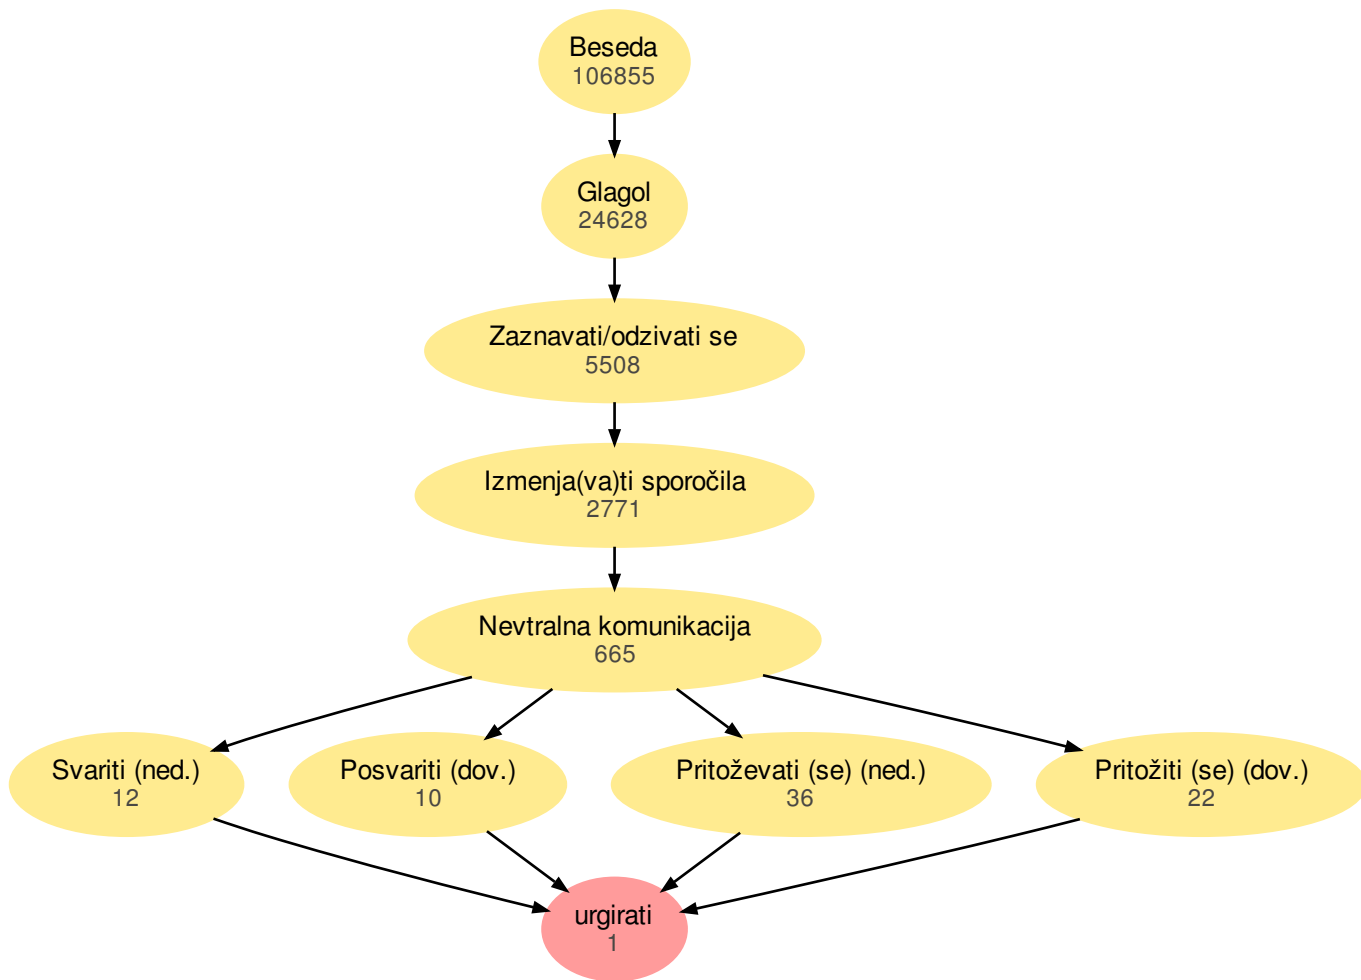 Beseda
106855
Glagol
24628
Zaznavati/odzivati se
5508
Izmenja(va)ti sporočila
2771
Nevtralna komunikacija
665
Svariti (ned.)
12
Posvariti (dov.)
10
Pritoževati (se) (ned.)
36
Pritožiti (se) (dov.)
22
urgirati
1